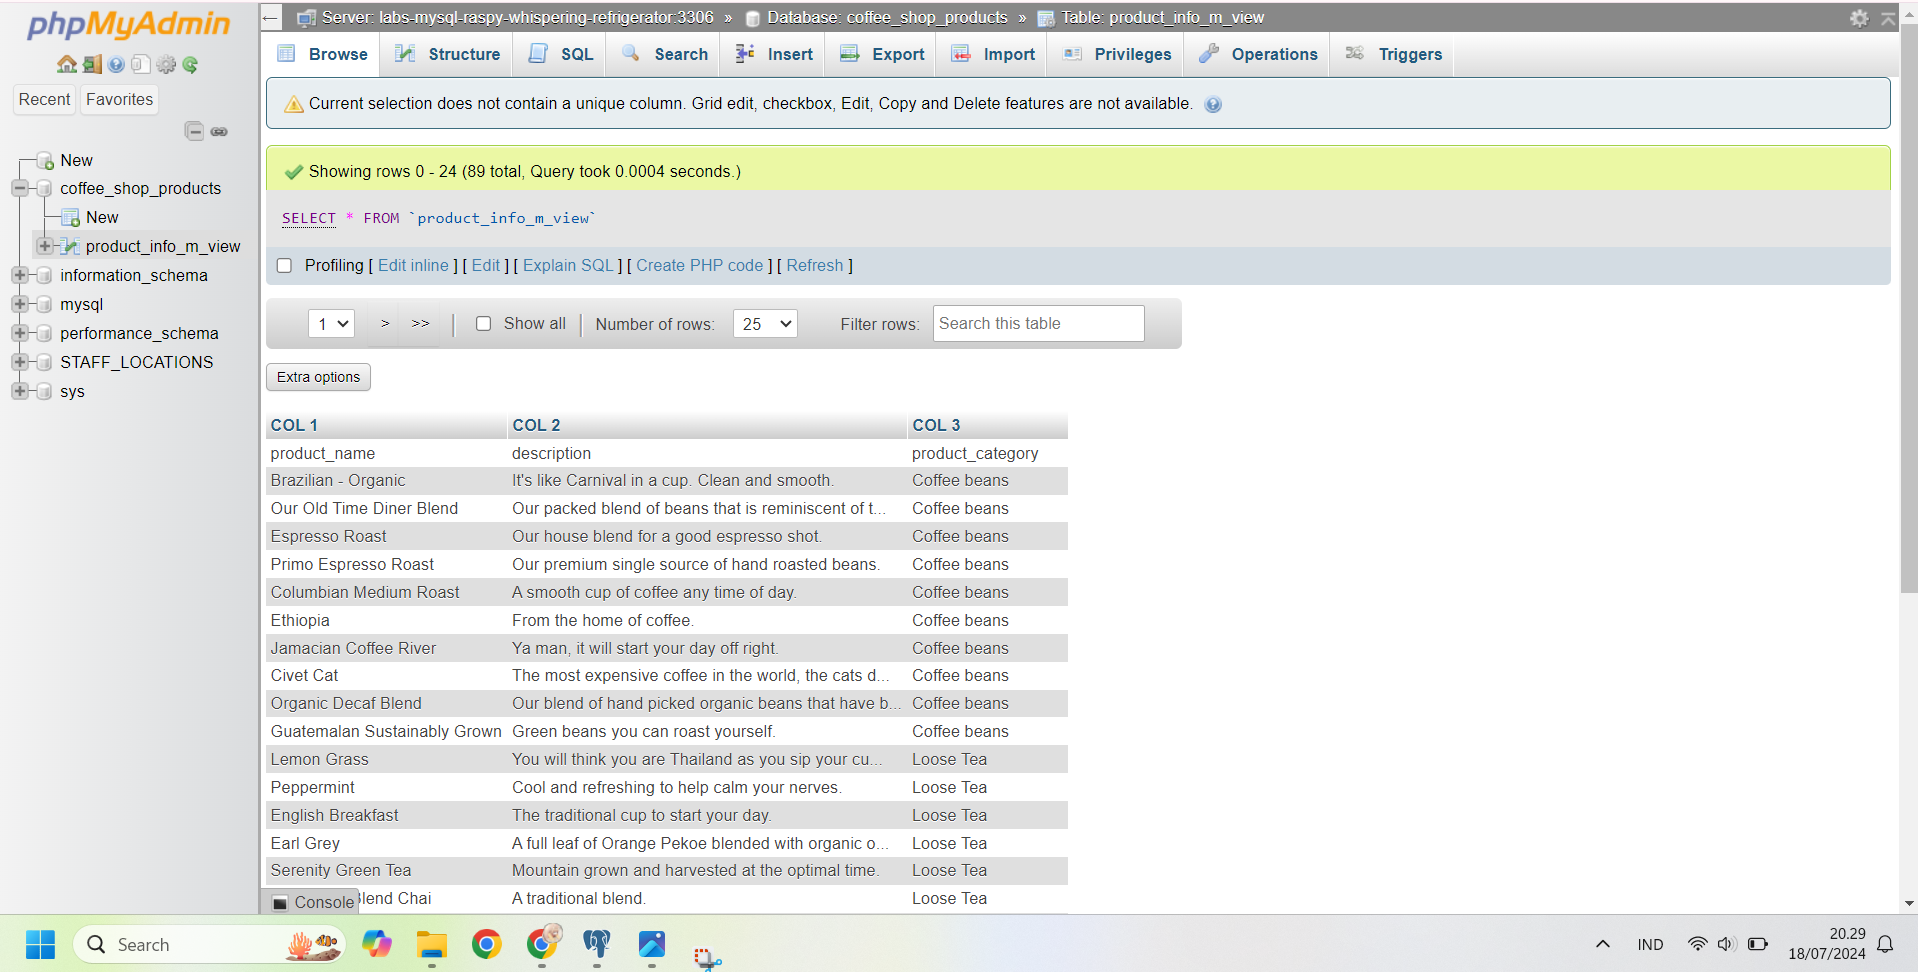 phpMyAdmin
Recent Favorites
New
coffee_shop_products
New
product_info_m_view
information_schema
mysql
performance_schema
STAFF_LOCATIONS
sys
Server: labs-mysql-raspy-whispering-refrigerator:3306 » Database: coffee_shop_products » Table: product_info_m_view
Browse Structure SQL Search Insert Export Import Privileges Operations Triggers
Current selection does not contain a unique column. Grid edit, checkbox, Edit, Copy and Delete features are not available.
Showing rows 0 - 24 (89 total, Query took 0.0004 seconds.)
SELECT * FROM `product_info_m_view`
Profiling [ Edit inline ] [ Edit ] [ Explain SQL ] [ Create PHP code ] [ Refresh ]
1 > >> Show all Number of rows: 25 Filter rows: Search this table
Extra options
COL 1 COL 2 COL 3
product_name description product_category
Brazilian - Organic It's like Carnival in a cup. Clean and smooth. Coffee beans
Our Old Time Diner Blend Our packed blend of beans that is reminiscent of t... Coffee beans
Espresso Roast Our house blend for a good espresso shot. Coffee beans
Primo Espresso Roast Our premium single source of hand roasted beans. Coffee beans
Columbian Medium Roast A smooth cup of coffee any time of day. Coffee beans
Ethiopia From the home of coffee. Coffee beans
Jamacian Coffee River Ya man, it will start your day off right. Coffee beans
Civet Cat The most expensive coffee in the world, the cats d... Coffee beans
Organic Decaf Blend Our blend of hand picked organic beans that have b... Coffee beans
Guatemalan Sustainably Grown Green beans you can roast yourself. Coffee beans
Lemon Grass You will think you are Thailand as you sip your cu... Loose Tea
Peppermint Cool and refreshing to help calm your nerves. Loose Tea
English Breakfast The traditional cup to start your day. Loose Tea
Earl Grey A full leaf of Orange Pekoe blended with organic o... Loose Tea
Serenity Green Tea Mountain grown and harvested at the optimal time. Loose Tea
Console lend Chai A traditional blend. Loose Tea
Search IND 20.29
18/07/2024